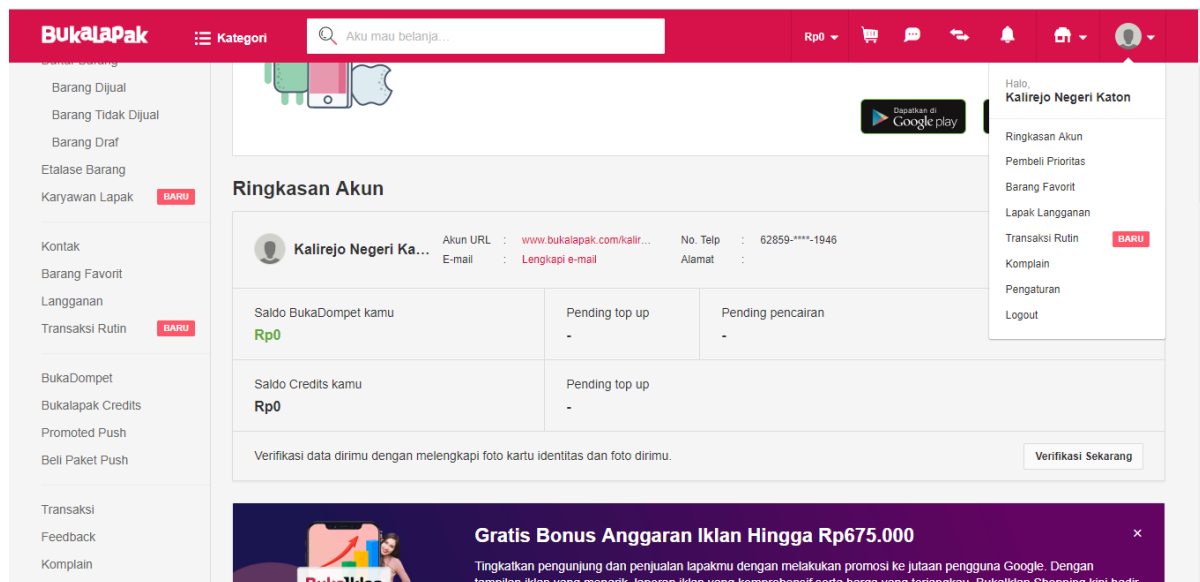 BukaLapak
Kategori
Aku mau belanja...
Rp0
Barang Dijual
Barang Tidak Dijual
Barang Draf
Etalase Barang
Karyawan Lapak BARU
Kontak
Barang Favorit
Langganan
Transaksi Rutin BARU
BukaDompet
Bukalapak Credits
Promoted Push
Beli Paket Push
Transaksi
Feedback
Komplain
Dapatkan di
Google play
Halo,
Kalirejo Negeri Katon
Ringkasan Akun
Pembeli Prioritas
Barang Favorit
Lapak Langganan
Transaksi Rutin BARU
Komplain
Pengaturan
Logout
Ringkasan Akun
Kalirejo Negeri Ka...
Akun URL : www.bukalapak.com/kalir...
E-mail : Lengkapi e-mail
No. Telp : 62859-****-1946
Alamat :
Saldo BukaDompet kamu
Rp0
Pending top up
-
Pending pencairan
-
Saldo Credits kamu
Rp0
Pending top up
-
Verifikasi data dirimu dengan melengkapi foto kartu identitas dan foto dirimu.
Verifikasi Sekarang
Gratis Bonus Anggaran Iklan Hingga Rp675.000
×
Tingkatkan pengunjung dan penjualan lapakmu dengan melakukan promosi ke jutaan pengguna Google. Dengan